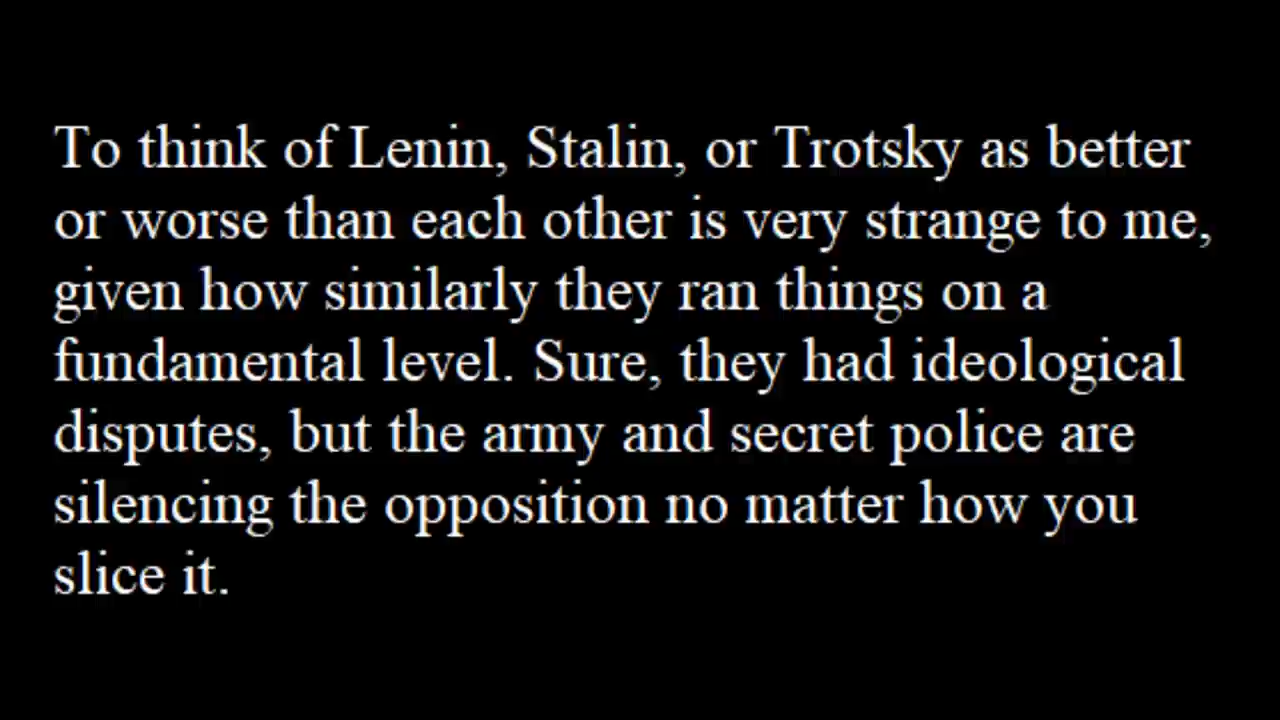 To think of Lenin, Stalin, or Trotsky as better
or worse than each other is very strange to me,
given how similarly they ran things on a
fundamental level. Sure, they had ideological
disputes, but the army and secret police are
silencing the opposition no matter how you
slice it.